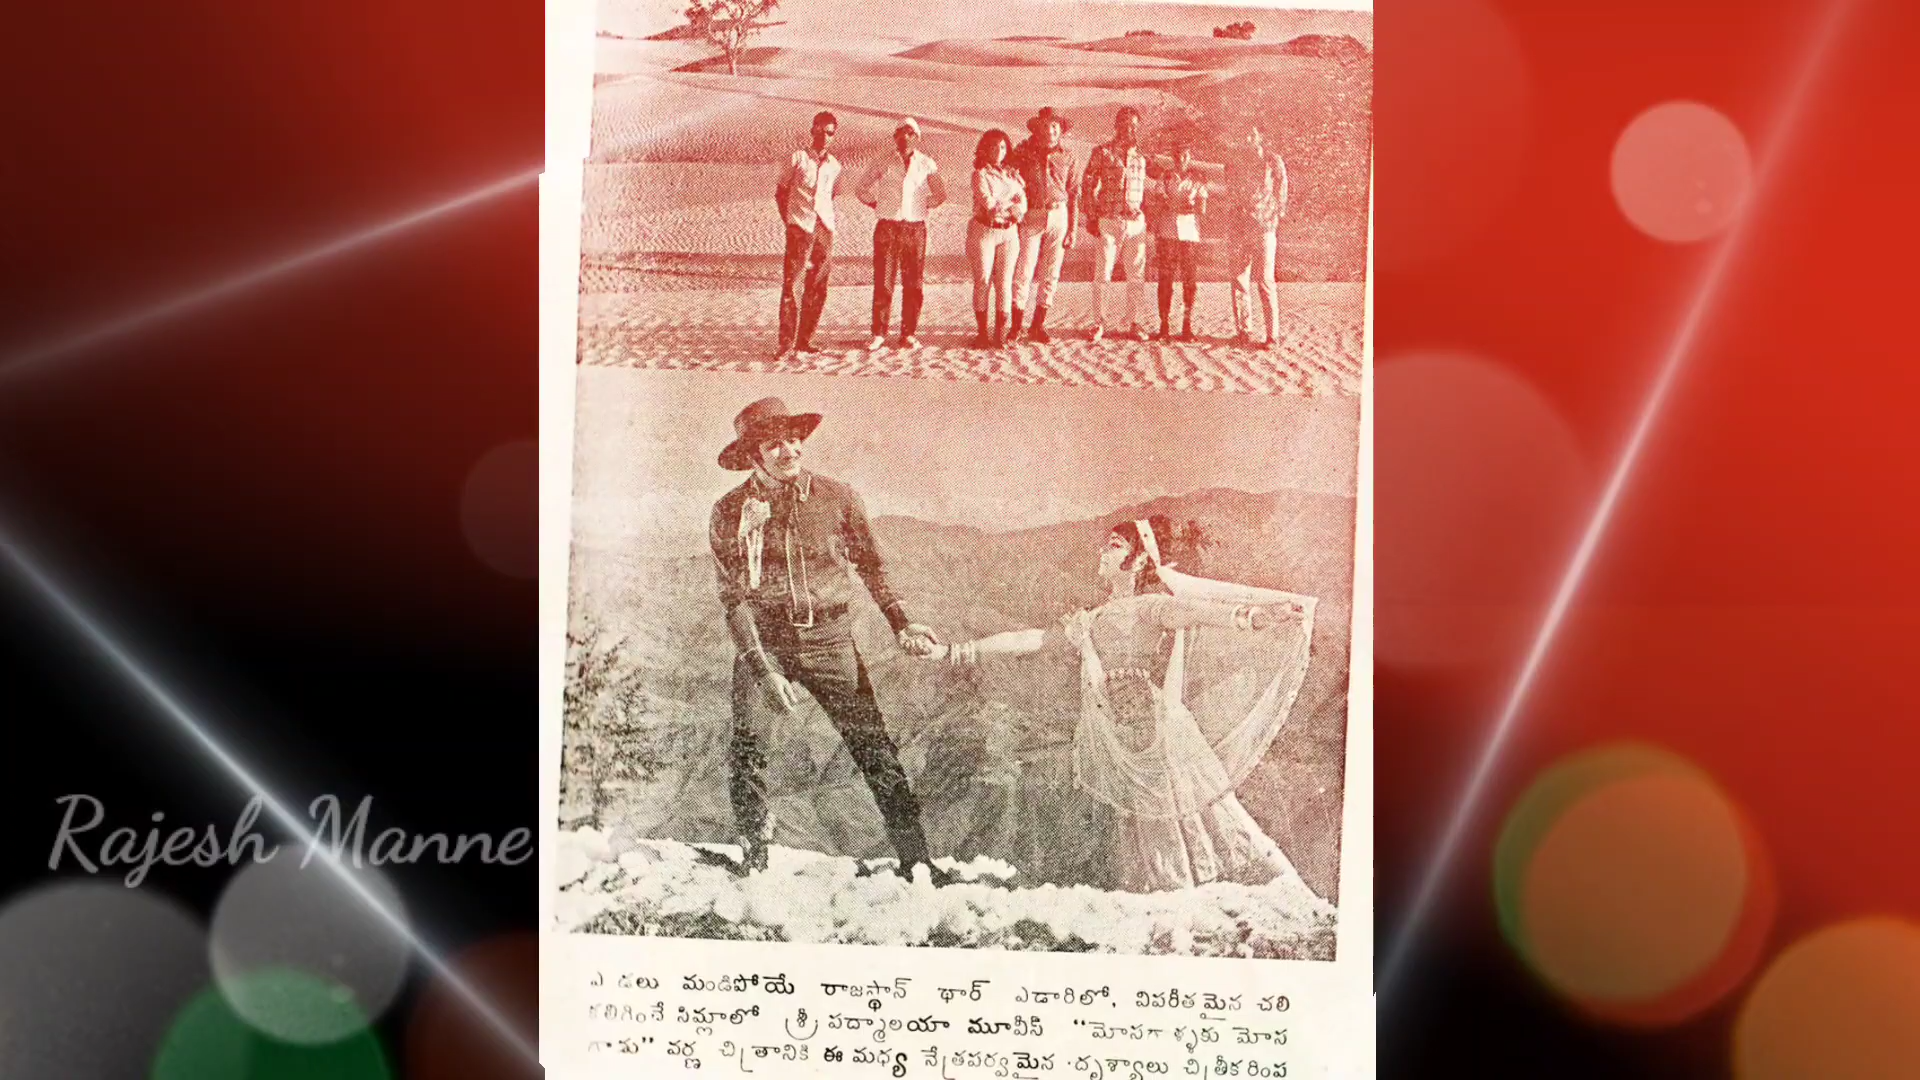 Rajesh Manne
ఎండలు మండిపోయే రాజస్థాన్ థార్ ఎడారిలో, విపరీతమైన చలి
కలిగించే సిమ్లాలో శ్రీ పద్మాలయా మూవీస్ "మోసగాళ్ళకు మోస
గాడు" వర్ణ చిత్రానికి ఈ మధ్య నేత్రపర్వమైన దృశ్యాలు చిత్రీకరింప